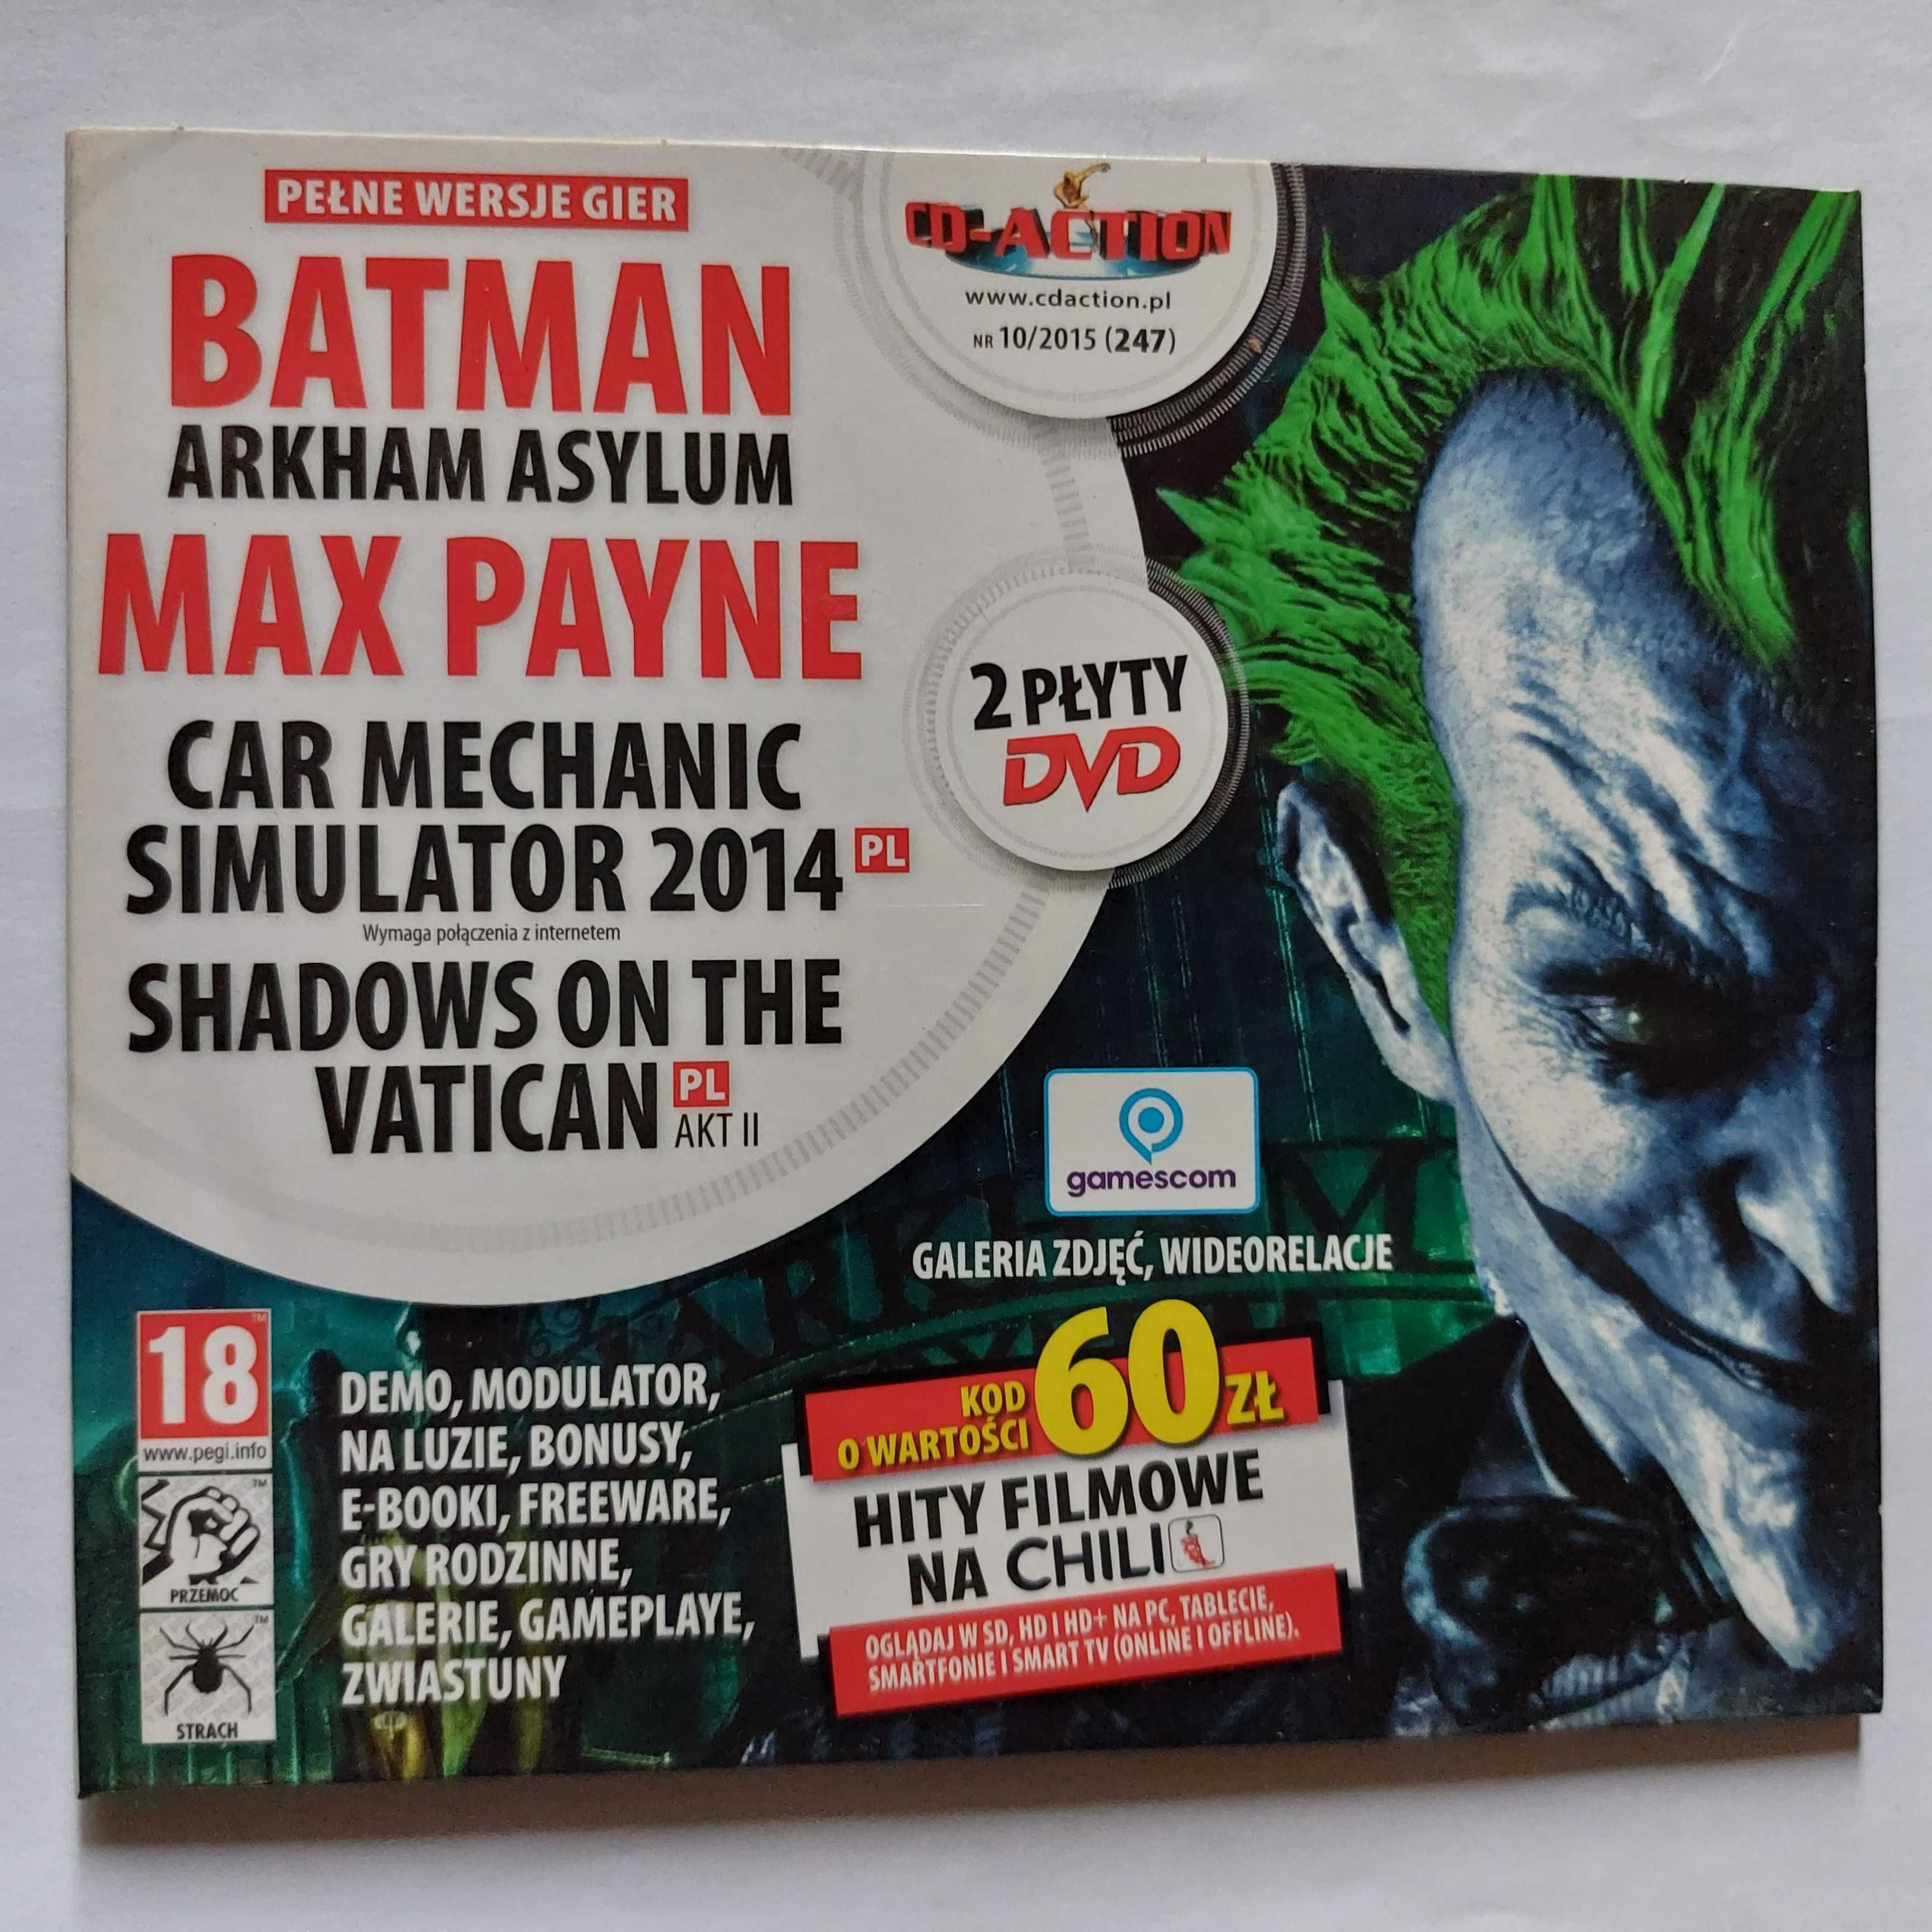 PEŁNE WERSJE GIER
BATMAN
ARKHAM ASYLUM
MAX PAYNE
CAR MECHANIC
SIMULATOR 2014 PL
Wymaga połączenia z internetem
SHADOWS ON THE
VATICAN PL
AKT II
CD-ACTION
www.cdaction.pl
NR 10/2015 (247)
2 PŁYTY
DVD
gamescom
GALERIA ZDJĘĆ, WIDEORELACJE
ARKHAM
18 ™
www.pegi.info
™
PRZEMOC
™
STRACH
DEMO, MODULATOR,
NA LUZIE, BONUSY,
E-BOOKI, FREEWARE,
GRY RODZINNE,
GALERIE, GAMEPLAYE,
ZWIASTUNY
KOD
O WARTOŚCI 60 ZŁ
HITY FILMOWE
NA CHILI
OGLĄDAJ W SD, HD I HD+ NA PC, TABLECIE,
SMARTFONIE I SMART TV (ONLINE I OFFLINE).